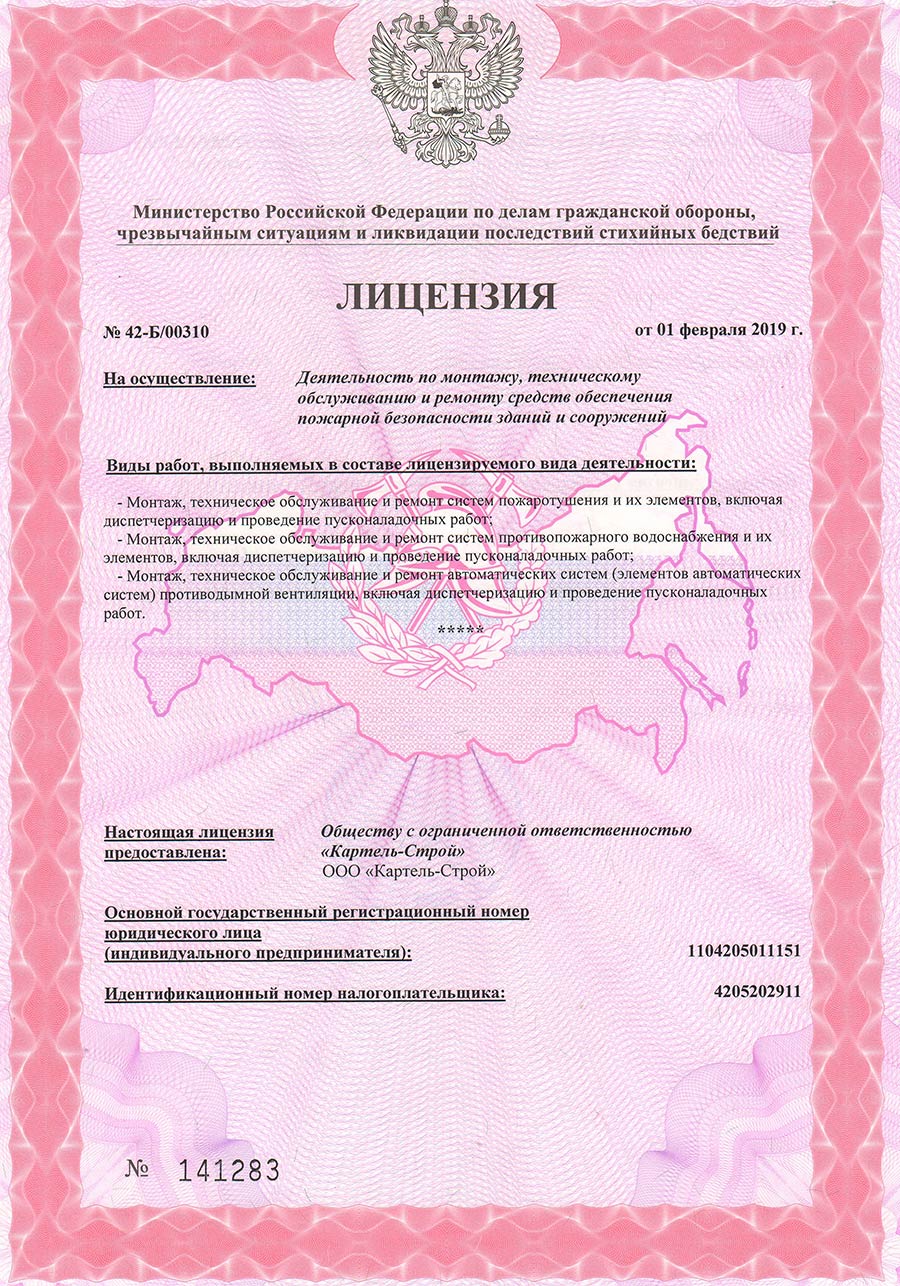 Министерство Российской Федерации по делам гражданской обороны,
чрезвычайным ситуациям и ликвидации последствий стихийных бедствий
ЛИЦЕНЗИЯ
№ 42-Б/00310 от 01 февраля 2019 г.
На осуществление: Деятельность по монтажу, техническому
обслуживанию и ремонту средств обеспечения
пожарной безопасности зданий и сооружений
Виды работ, выполняемых в составе лицензируемого вида деятельности:
- Монтаж, техническое обслуживание и ремонт систем пожаротушения и их элементов, включая
диспетчеризацию и проведение пусконаладочных работ;
- Монтаж, техническое обслуживание и ремонт систем противопожарного водоснабжения и их
элементов, включая диспетчеризацию и проведение пусконаладочных работ;
- Монтаж, техническое обслуживание и ремонт автоматических систем (элементов автоматических
систем) противодымной вентиляции, включая диспетчеризацию и проведение пусконаладочных
работ.
*****
Настоящая лицензия Обществу с ограниченной ответственностью
предоставлена: «Картель-Строй»
ООО «Картель-Строй»
Основной государственный регистрационный номер
юридического лица
(индивидуального предпринимателя): 1104205011151
Идентификационный номер налогоплательщика: 4205202911
№ 141283